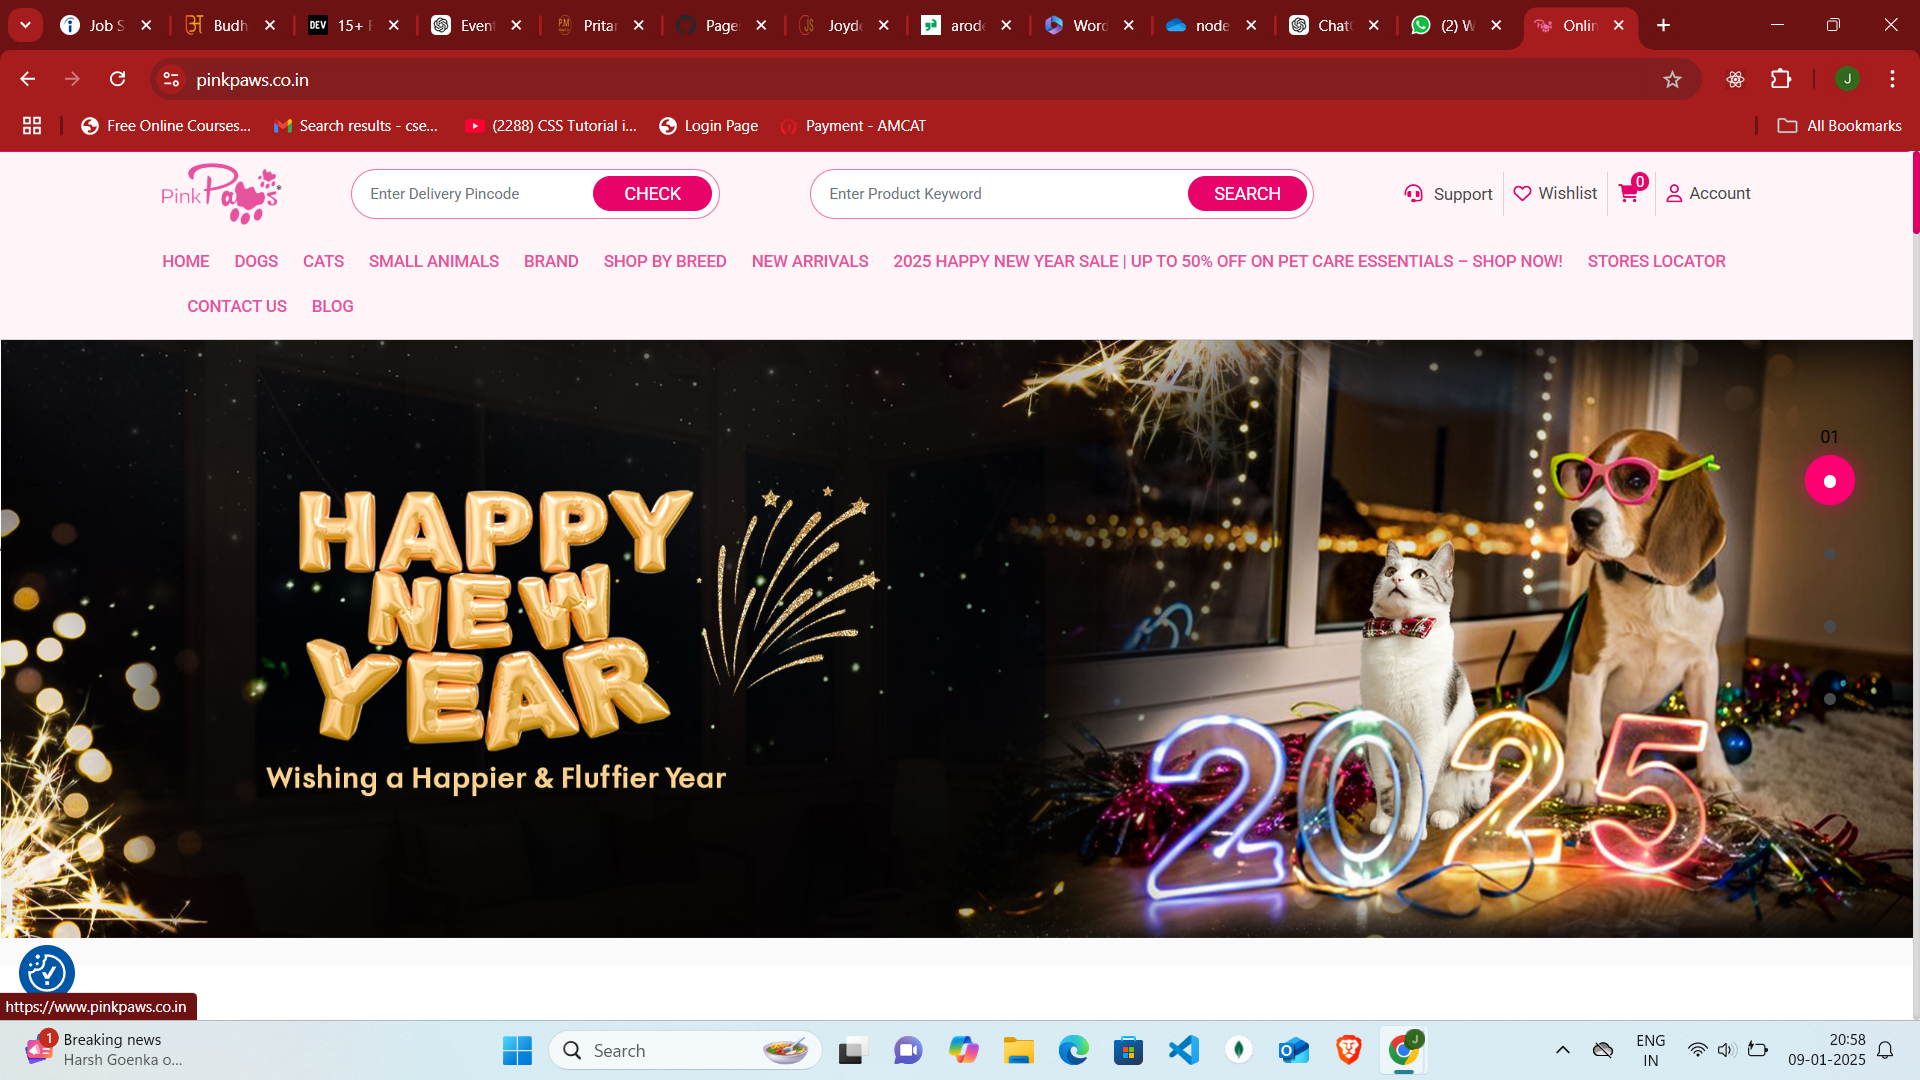 Job S
Budh
DEV 15+ F
Event
Pritar
Page
Joyde
arode
Word
node
Chat
(2) W
Onlin
pinkpaws.co.in
J
Free Online Courses...
Search results - cse...
(2288) CSS Tutorial i...
Login Page
Payment - AMCAT
All Bookmarks
Pink Paws
Enter Delivery Pincode
CHECK
Enter Product Keyword
SEARCH
Support
Wishlist
0
Account
HOME DOGS CATS SMALL ANIMALS BRAND SHOP BY BREED NEW ARRIVALS 2025 HAPPY NEW YEAR SALE | UP TO 50% OFF ON PET CARE ESSENTIALS – SHOP NOW! STORES LOCATOR
CONTACT US BLOG
01
HAPPY
NEW
YEAR
Wishing a Happier & Fluffier Year
2025
https://www.pinkpaws.co.in
1
Breaking news
Harsh Goenka o...
Search
J
ENG
IN
20:58
09-01-2025